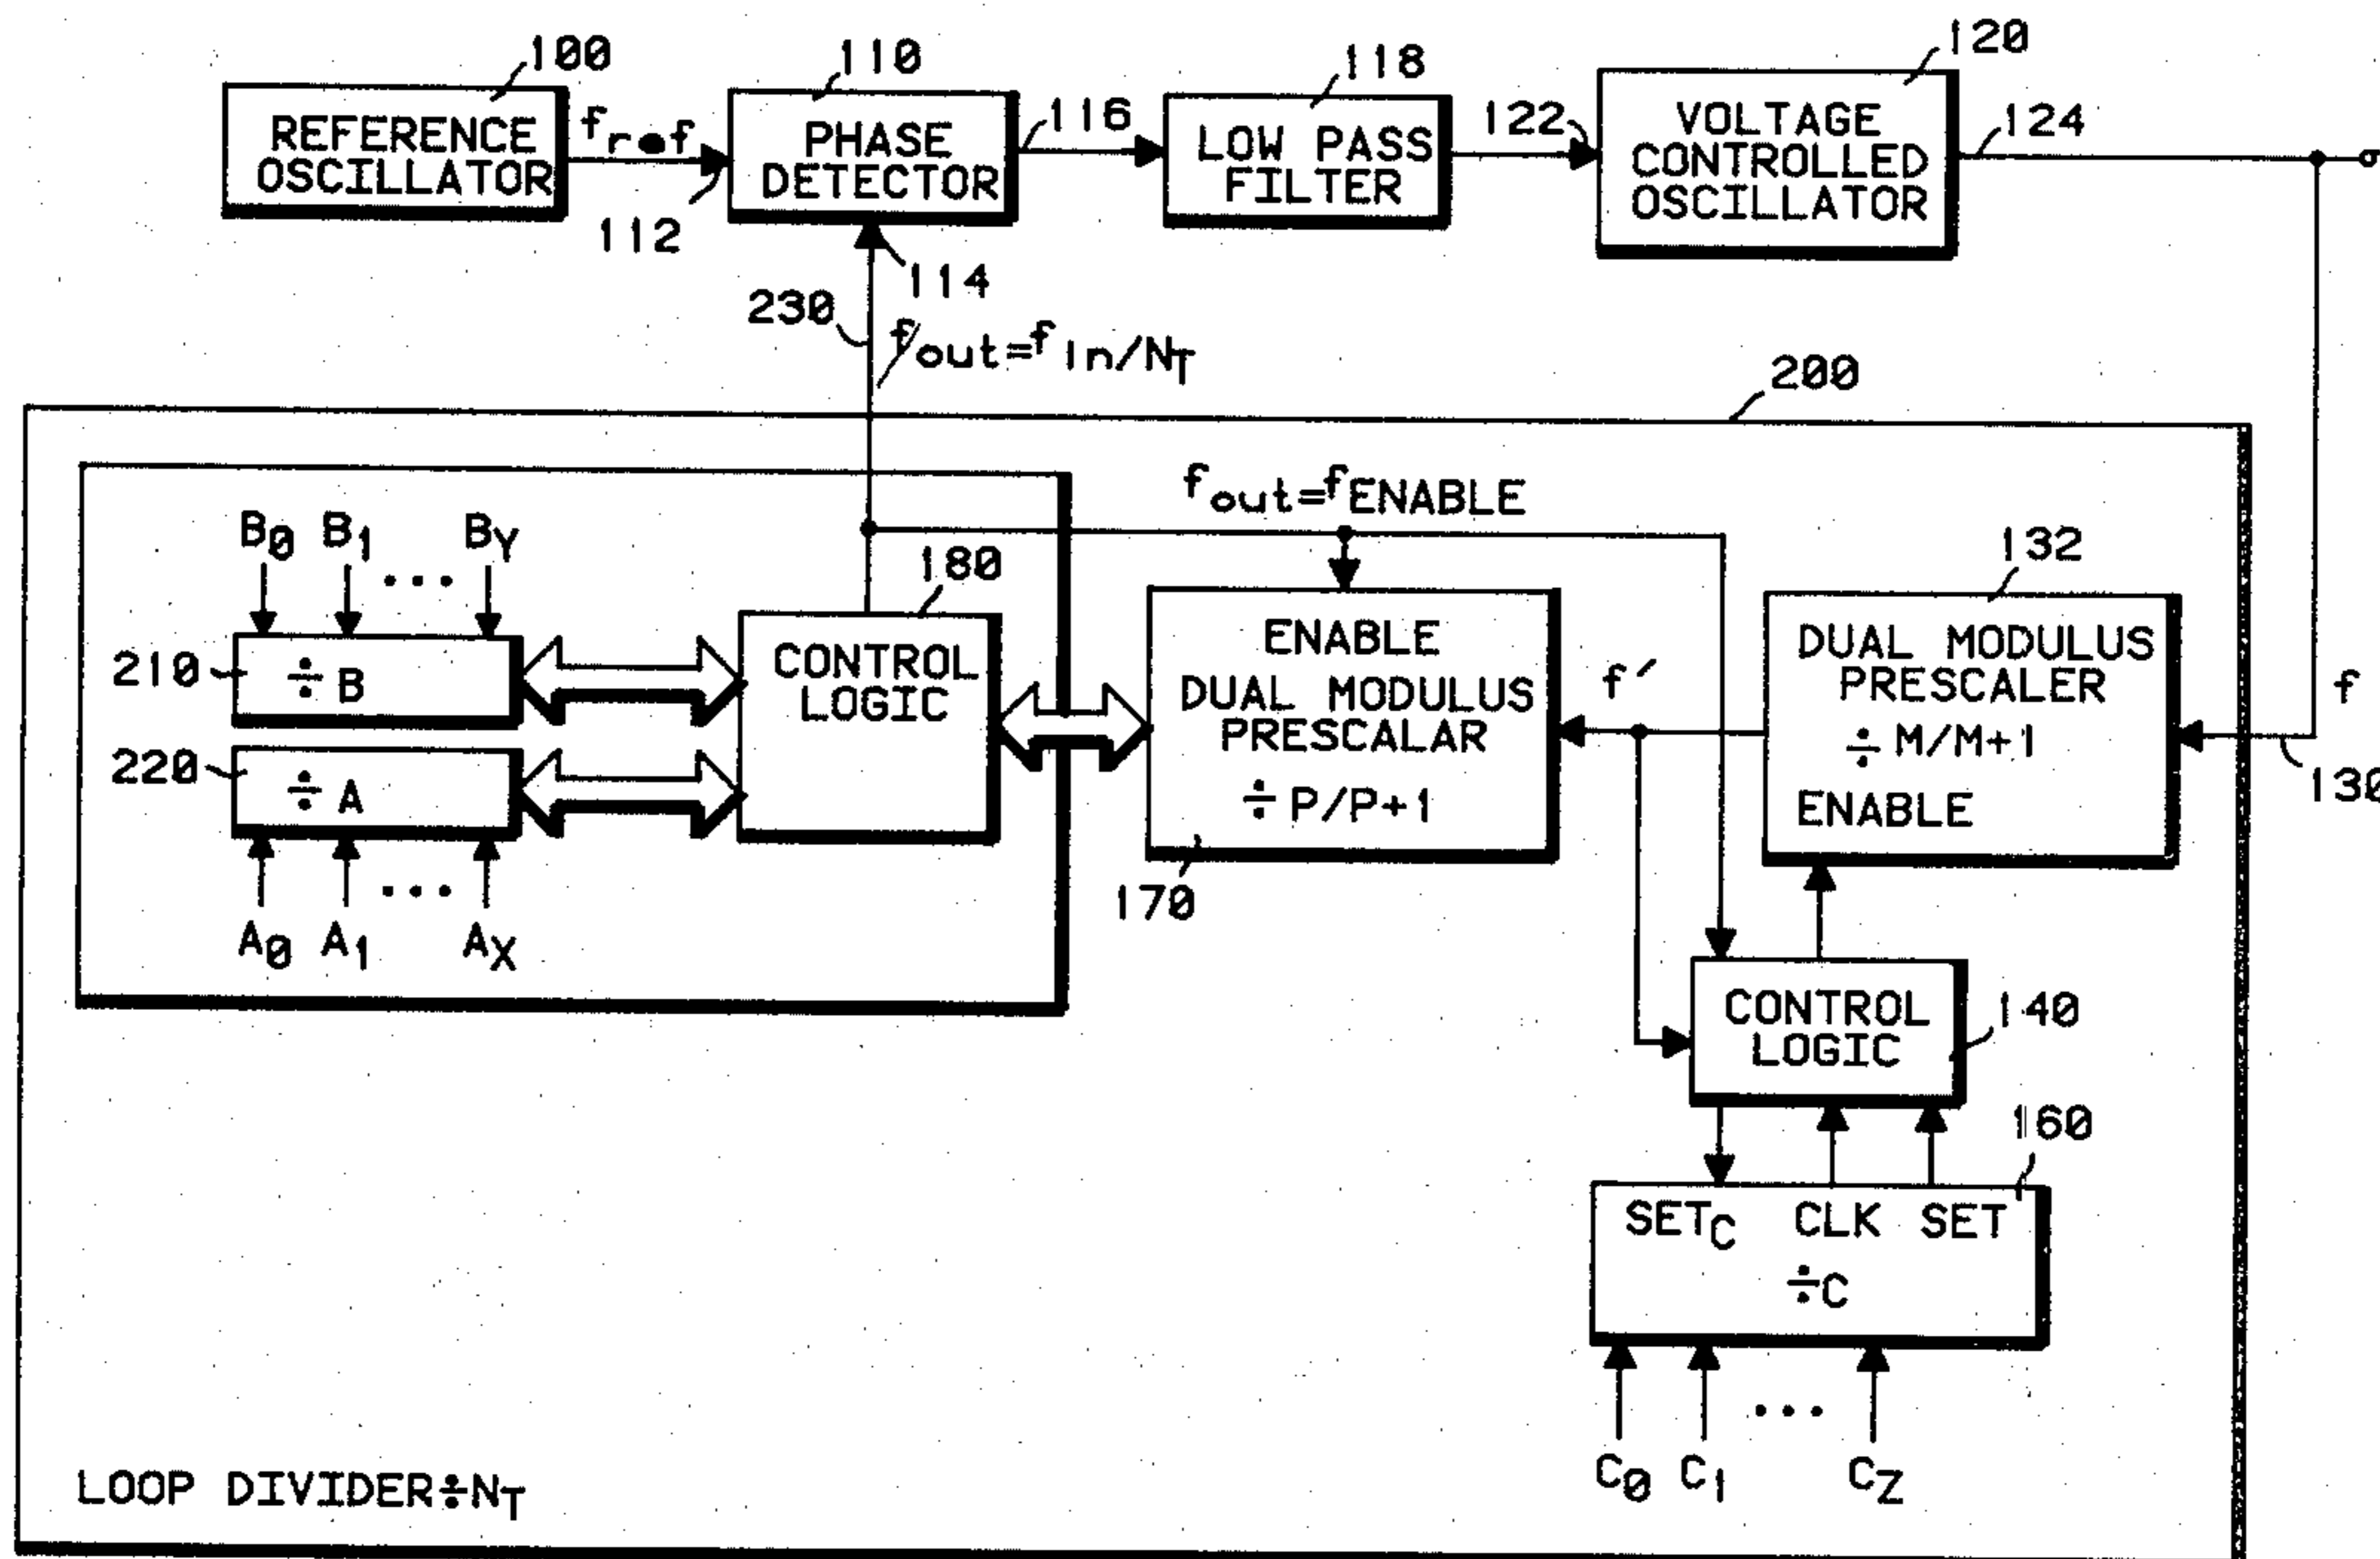 100
REFERENCE
OSCILLATOR
fref
112
110
PHASE
DETECTOR
116
118
LOW PASS
FILTER
122
120
VOLTAGE
CONTROLLED
OSCILLATOR
124
114
230
fout=fIn/NT
200
fout=fENABLE
B0 B1 ... BY
210
÷ B
220
÷ A
A0 A1 ... AX
180
CONTROL
LOGIC
ENABLE
DUAL MODULUS
PRESCALAR
÷ P/P+1
170
f′
132
DUAL MODULUS
PRESCALER
÷ M/M+1
ENABLE
f
130
CONTROL
LOGIC
140
160
SETC CLK SET
÷C
C0 C1 ... CZ
LOOP DIVIDER÷NT